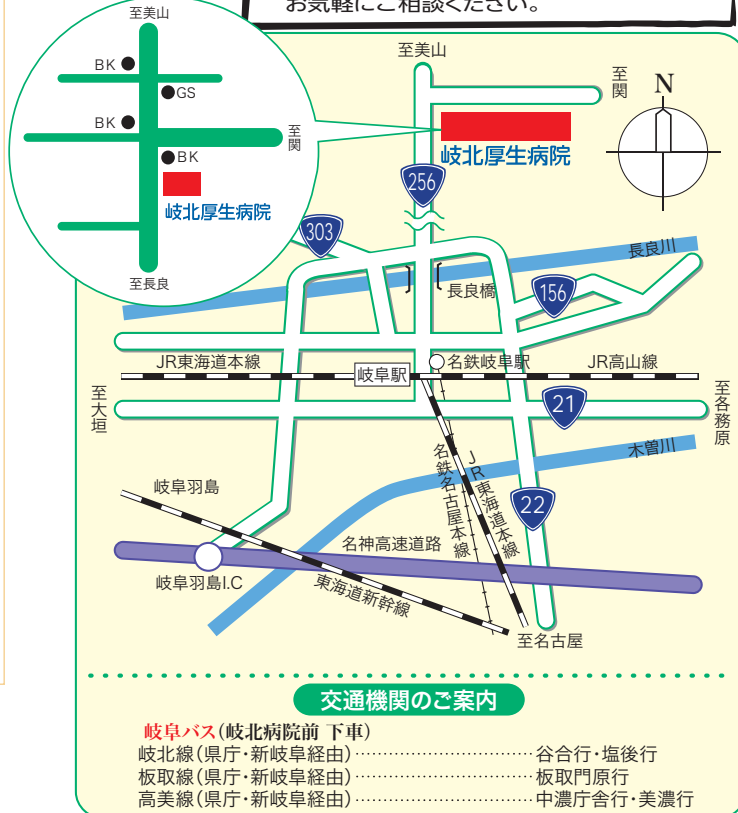 お気軽にご相談ください。
至美山
BK
GS
BK
至関
BK
岐北厚生病院
至長良
至美山
至関
N
岐北厚生病院
256
303
長良川
長良橋
156
JR東海道本線
岐阜駅
名鉄岐阜駅
JR高山線
至大垣
21
至各務原
木曽川
名鉄名古屋本線
JR東海道本線
岐阜羽島
22
名神高速道路
岐阜羽島I.C
東海道新幹線
至名古屋
交通機関のご案内
岐阜バス(岐北病院前 下車)
岐北線(県庁・新岐阜経由)……………………………谷合行・塩後行
板取線(県庁・新岐阜経由)……………………………板取門原行
高美線(県庁・新岐阜経由)……………………………中濃庁舎行・美濃行